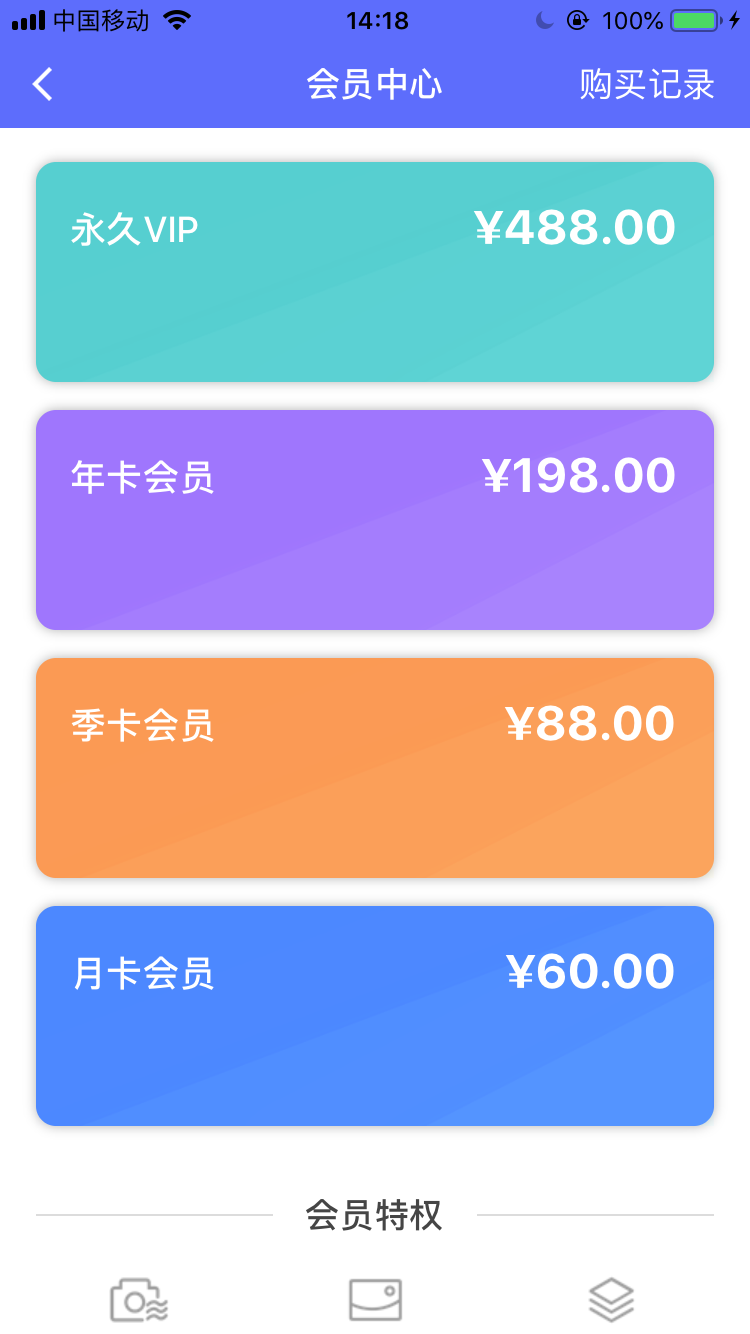 中国移动 14:18 100%
会员中心 购买记录
永久VIP ¥488.00
年卡会员 ¥198.00
季卡会员 ¥88.00
月卡会员 ¥60.00
会员特权